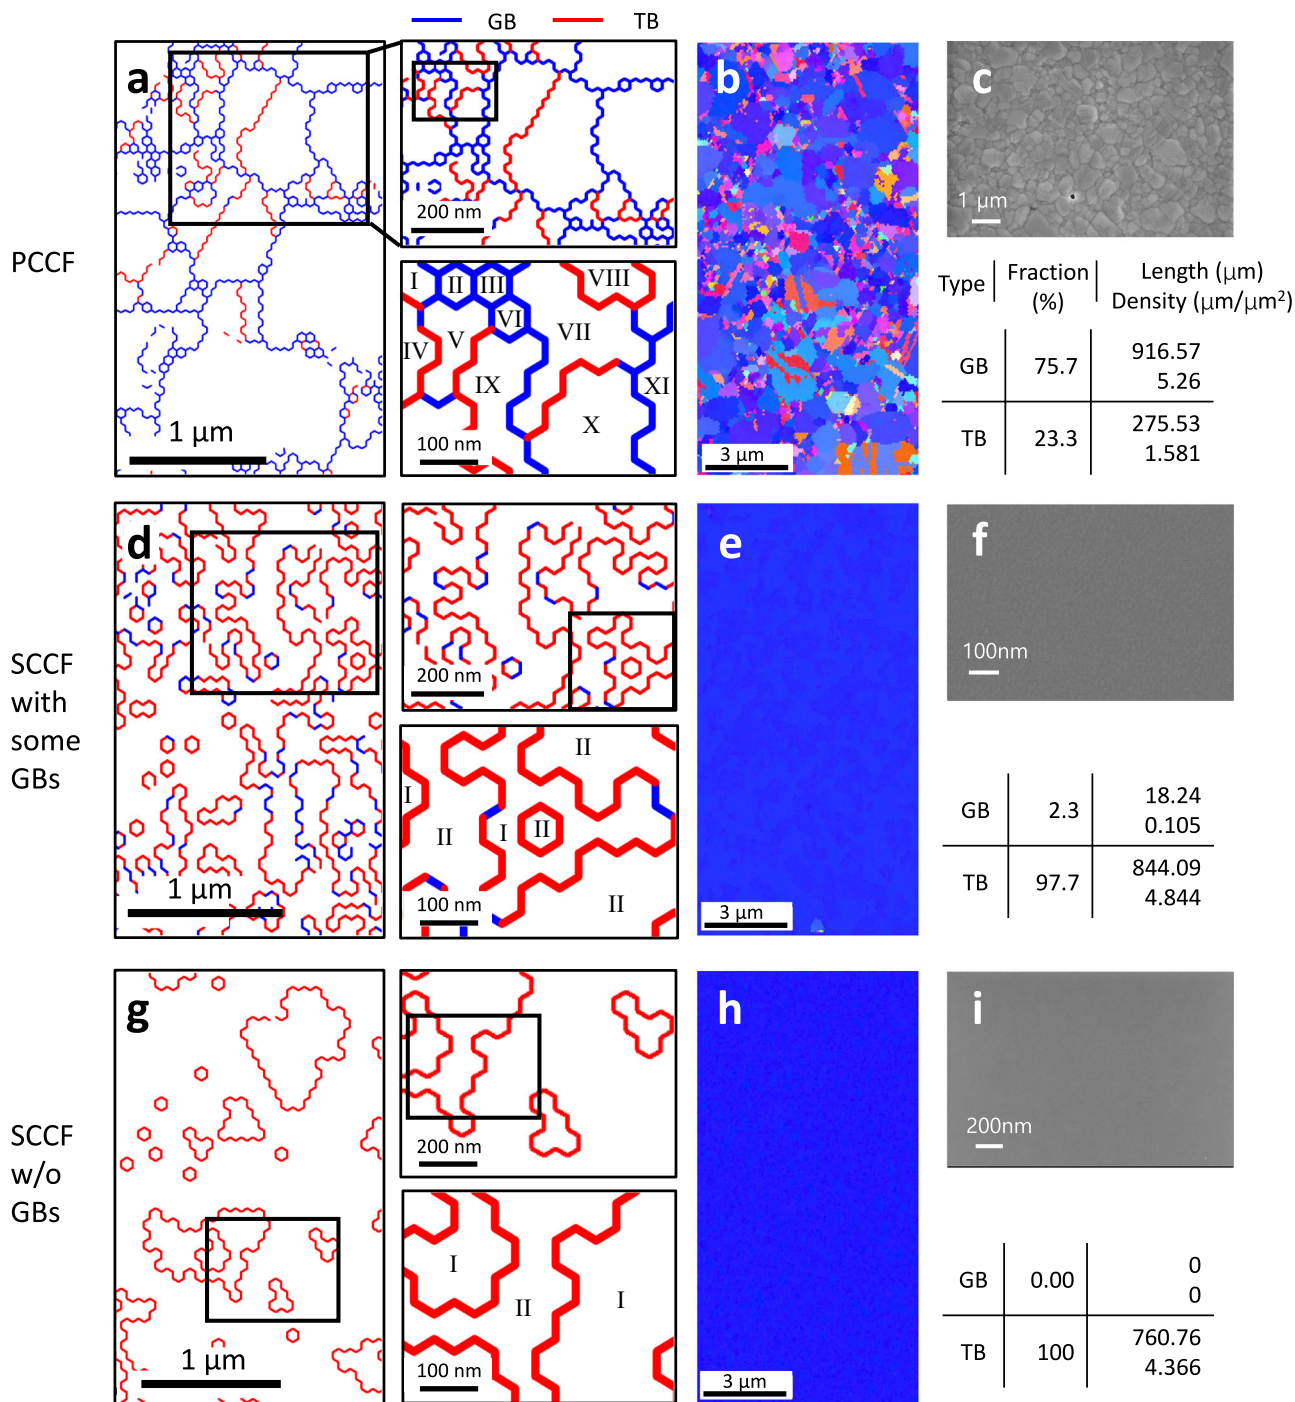 GB TB
a
200 nm
I II III VIII
VI
V VII
IV
IX XI
X
100 nm
1 μm
b
3 μm
c
1 μm
PCCF
Type Fraction (%) Length (μm) Density (μm/μm²)
GB 75.7 916.57
5.26
TB 23.3 275.53
1.581
d
200 nm
II
I
II I II
II
100 nm
1 μm
e
3 μm
f
100nm
SCCF
with
some
GBs
GB 2.3 18.24
0.105
TB 97.7 844.09
4.844
g
200 nm
I
II I
100 nm
1 μm
h
3 μm
i
200nm
SCCF
w/o
GBs
GB 0.00 0
0
TB 100 760.76
4.366